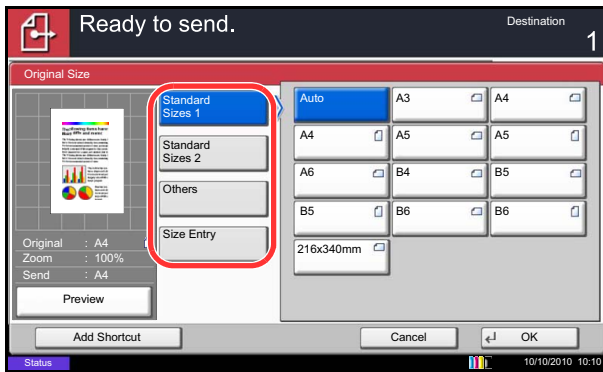 Ready to send.
Destination
1
Original Size
Standard
Sizes 1
Standard
Sizes 2
Others
Size Entry
Auto
A3
A4
A4
A5
A5
A6
B4
B5
B5
B6
B6
216x340mm
Original : A4
Zoom : 100%
Send : A4
Preview
Add Shortcut
Cancel
OK
Status
10/10/2010 10:10